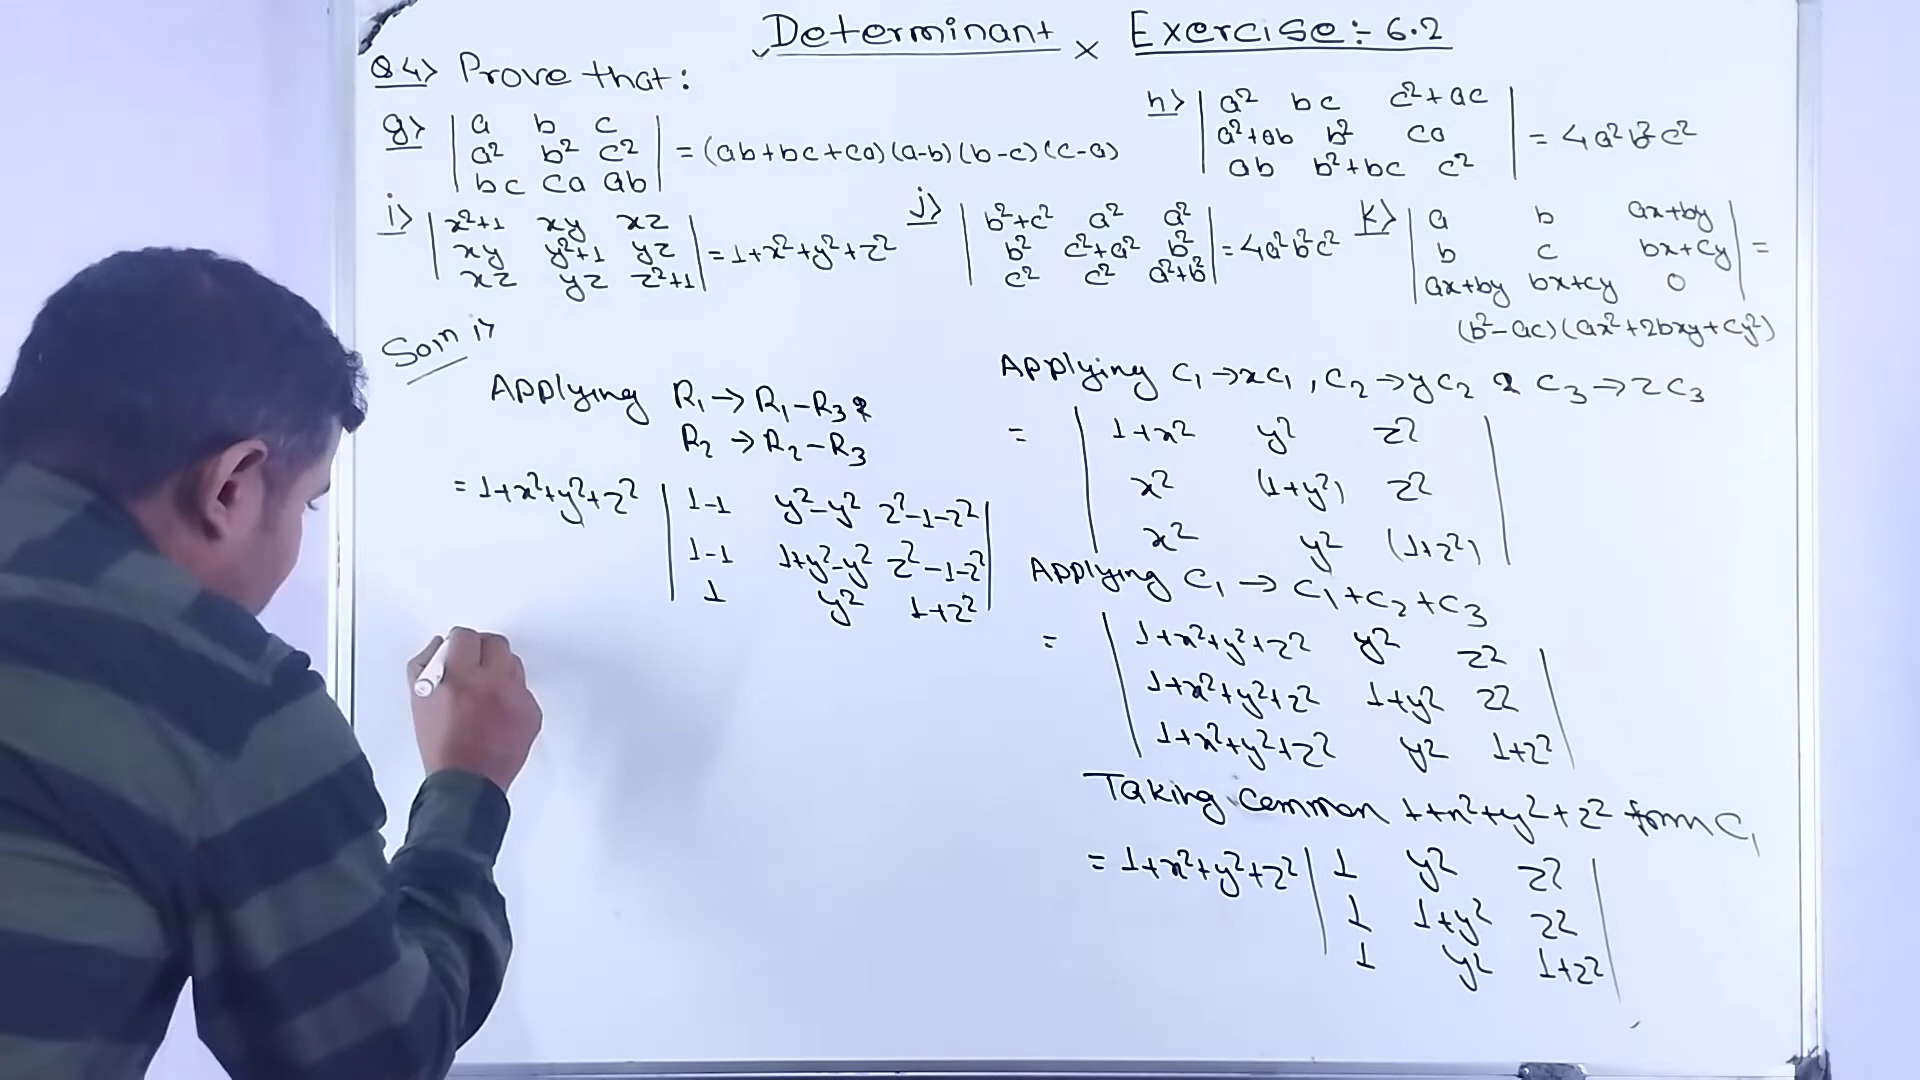 Determinant x Exercise:- 6.2
Q4> Prove that:
g> | a b c |
| a² b² c² | = (ab+bc+ca)(a-b)(b-c)(c-a)
| bc ca ab |
h> | a² bc c²+ac |
| a²+ab b² ca | = 4a²b²c²
| ab b²+bc c² |
i> | x²+1 xy xz |
| xy y²+1 yz | = 1+x²+y²+z²
| xz yz z²+1 |
j> | b²+c² a² a² |
| b² c²+a² b² | = 4a²b²c²
| c² c² a²+b² |
k> | a b ax+by |
| b c bx+cy | =
| ax+by bx+cy 0 |
(b²-ac)(ax²+2bxy+cy²)
Soln i>
Applying R₁→R₁-R₃ &
R₂→R₂-R₃
= 1+x²+y²+z² | 1-1 y²-y² z²-1-z² |
| 1-1 1+y²-y² z²-1-z² |
| 1 y² 1+z² |
Applying C₁→xC₁, C₂→yC₂ & C₃→zC₃
= | 1+x² y² z² |
| x² (1+y²) z² |
| x² y² (1+z²) |
Applying C₁→C₁+C₂+C₃
= | 1+x²+y²+z² y² z² |
| 1+x²+y²+z² 1+y² z² |
| 1+x²+y²+z² y² 1+z² |
Taking Common 1+x²+y²+z² form C₁
= 1+x²+y²+z² | 1 y² z² |
| 1 1+y² z² |
| 1 y² 1+z² |